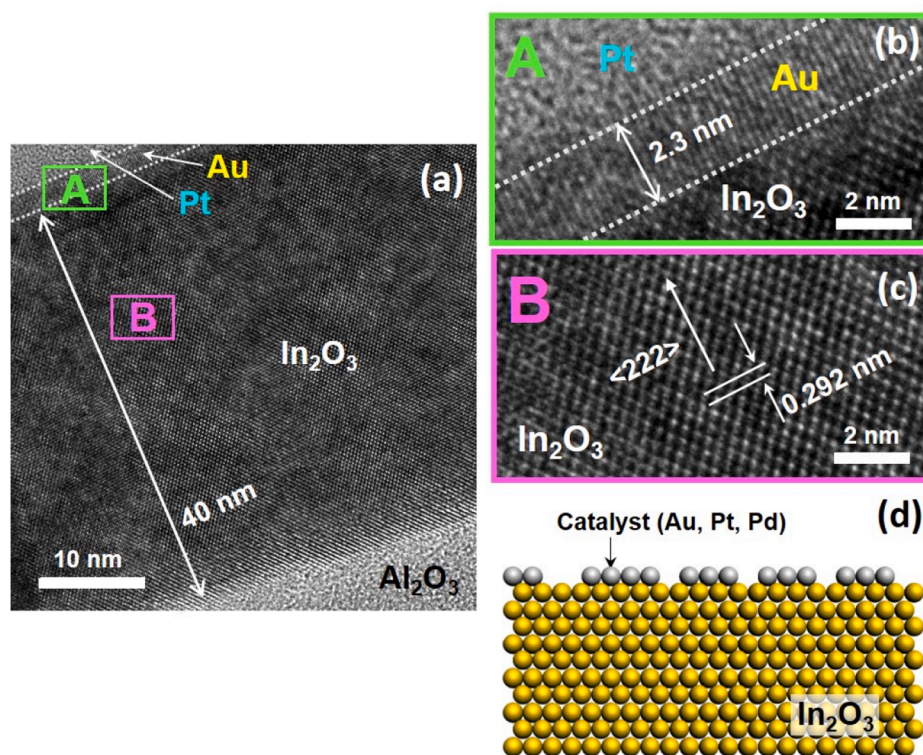 (a)
A
Au
Pt
B
In₂O₃
40 nm
10 nm
Al₂O₃
A
(b)
Pt
Au
2.3 nm
In₂O₃
2 nm
B
(c)
<222>
0.292 nm
In₂O₃
2 nm
(d)
Catalyst (Au, Pt, Pd)
In₂O₃